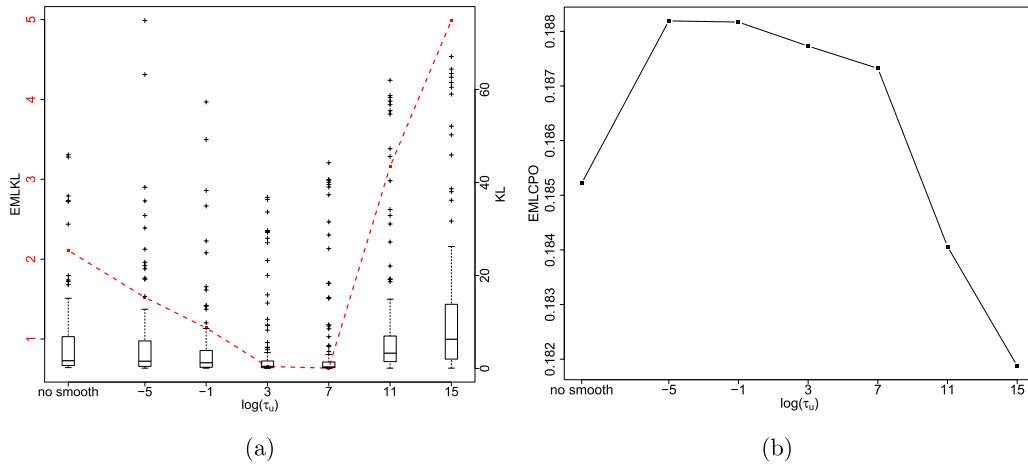 5
4
3
2
1
EMLKL
60
40
20
0
KL
no smooth −5 −1 3 7 11 15
log(τu)
(a)
0.188
0.187
0.186
0.185
0.184
0.183
0.182
EMLCPO
no smooth −5 −1 3 7 11 15
log(τu)
(b)